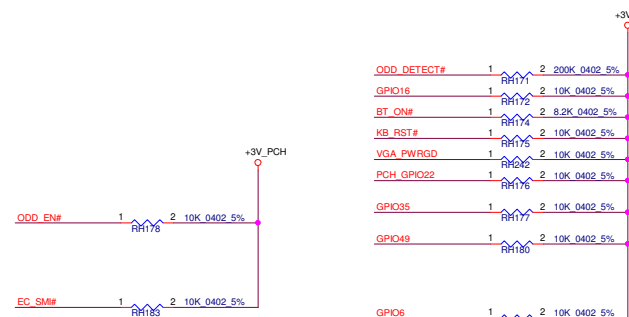 +3V
ODD_DETECT# 1 2 200K_0402_5%
RH171
GPIO16 1 2 10K_0402_5%
RH172
BT_ON# 1 2 8.2K_0402_5%
RH174
KB_RST# 1 2 10K_0402_5%
RH175
VGA_PWRGD 1 2 10K_0402_5%
RH242
PCH_GPIO22 1 2 10K_0402_5%
RH176
GPIO35 1 2 10K_0402_5%
RH177
GPIO49 1 2 10K_0402_5%
RH180
GPIO6 1 2 10K_0402_5%
+3V_PCH
ODD_EN# 1 2 10K_0402_5%
RH178
EC_SMI# 1 2 10K_0402_5%
RH183